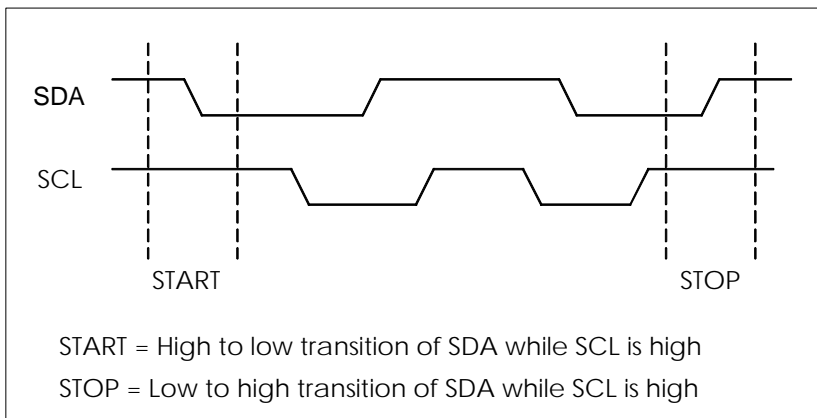 SDA
SCL
START STOP
START = High to low transition of SDA while SCL is high
STOP = Low to high transition of SDA while SCL is high